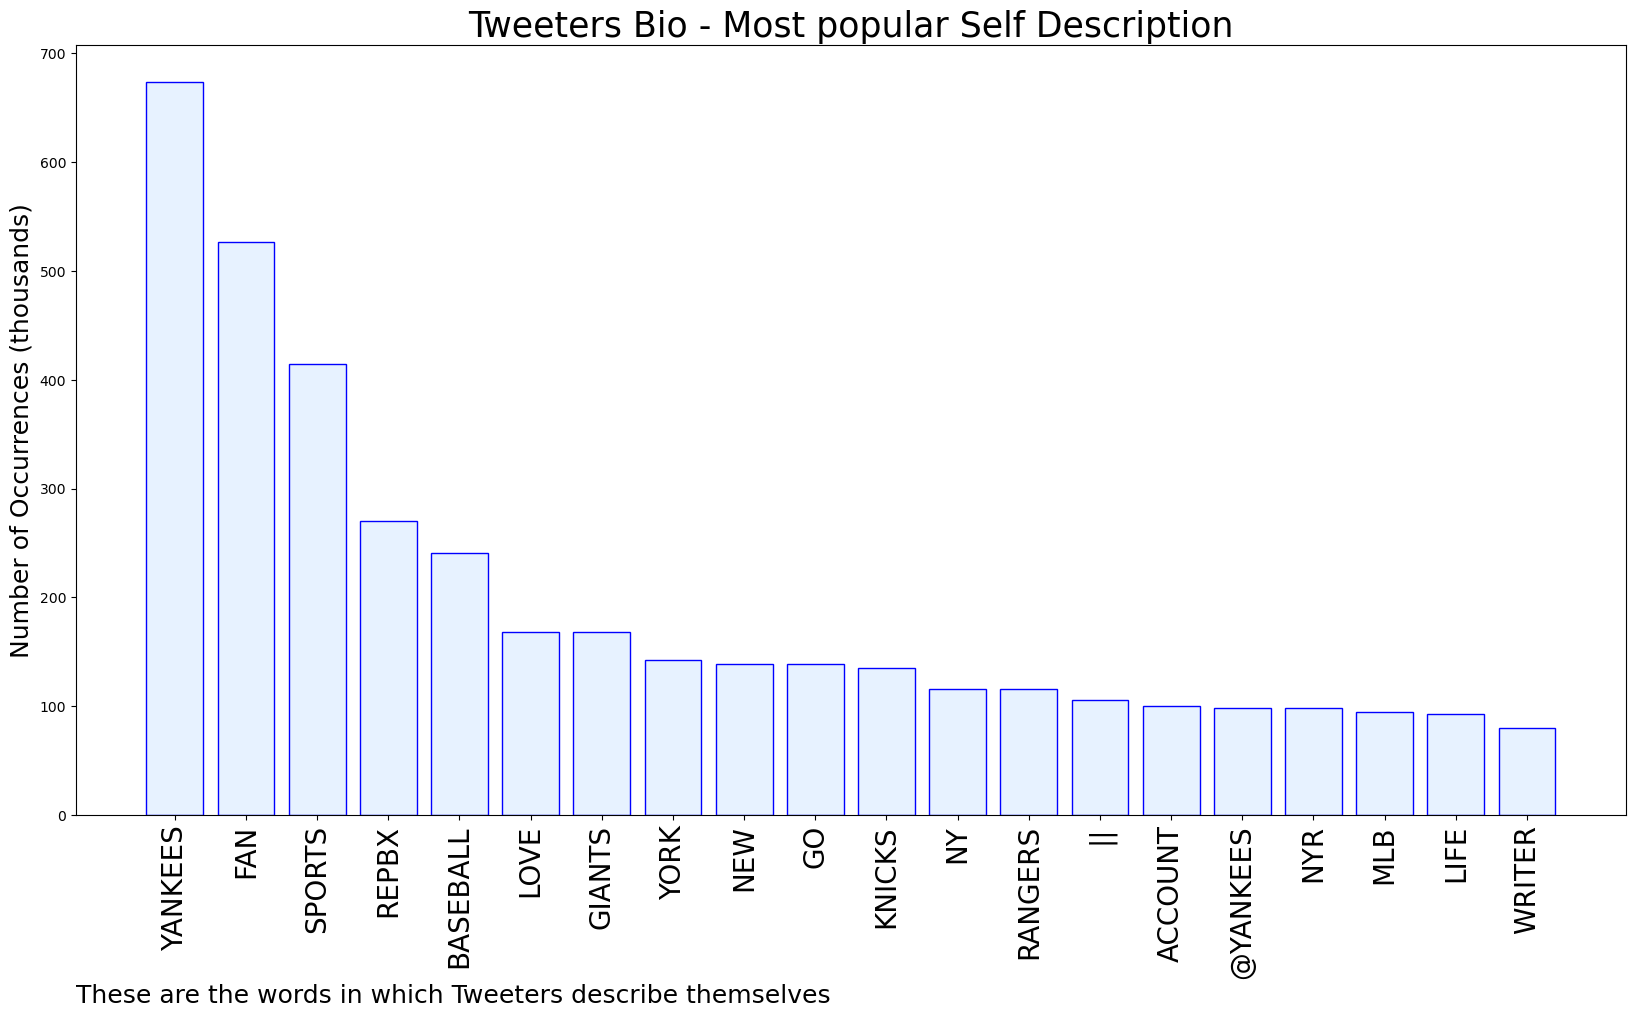 Tweeters Bio - Most popular Self Description
Number of Occurrences (thousands)
700
600
500
400
300
200
100
0
YANKEES
FAN
SPORTS
REPBX
BASEBALL
LOVE
GIANTS
YORK
NEW
GO
KNICKS
NY
RANGERS
||
ACCOUNT
@YANKEES
NYR
MLB
LIFE
WRITER
These are the words in which Tweeters describe themselves